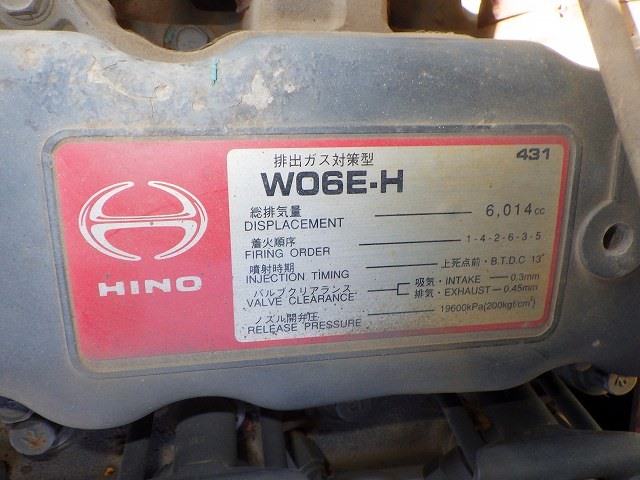 排出ガス対策型
431
W06E-H
総排気量
DISPLACEMENT 6,014cc
着火順序
FIRING ORDER 1-4-2-6-3-5
噴射時期
INJECTION TIMING 上死点前・B.T.D.C 13°
バルブクリアランス 吸気・INTAKE 0.3mm
VALVE CLEARANCE 排気・EXHAUST 0.45mm
ノズル開弁圧
RELEASE PRESSURE 19600kPa(200kgf/cm²)
HINO